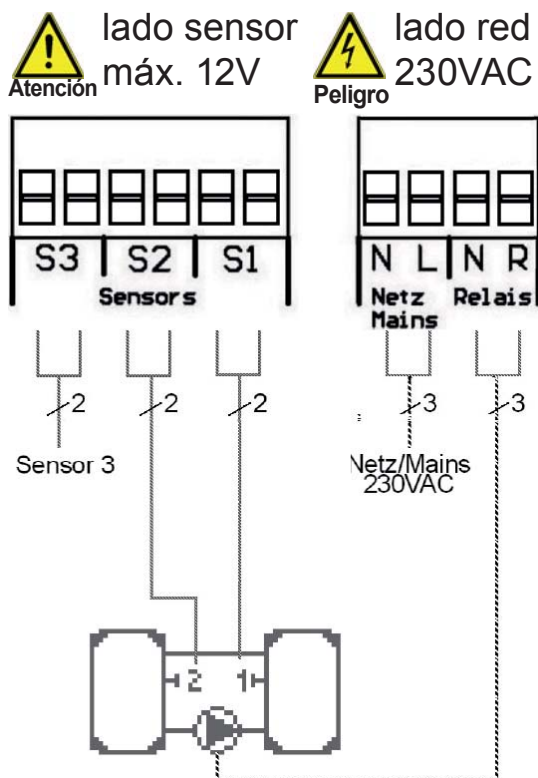 lado sensor
máx. 12V
Atención
lado red
230VAC
Peligro
S3 S2 S1
Sensors
N L N R
Netz Relais
Mains
2 2 2 3 3
Sensor 3
Netz/Mains
230VAC
2 1